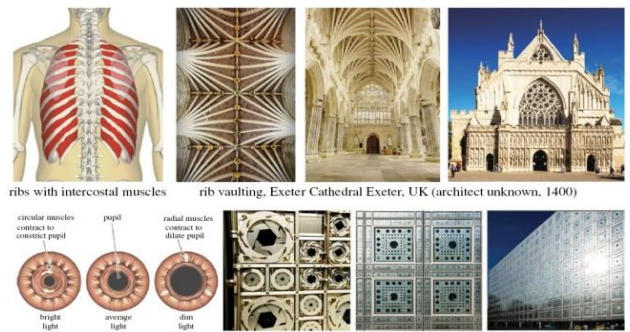 ribs with intercostal muscles
rib vaulting, Exeter Cathedral Exeter, UK (architect unknown, 1400)
circular muscles
contract to
constrict pupil
pupil
radial muscles
contract to
dilate pupil
bright
light
average
light
dim
light